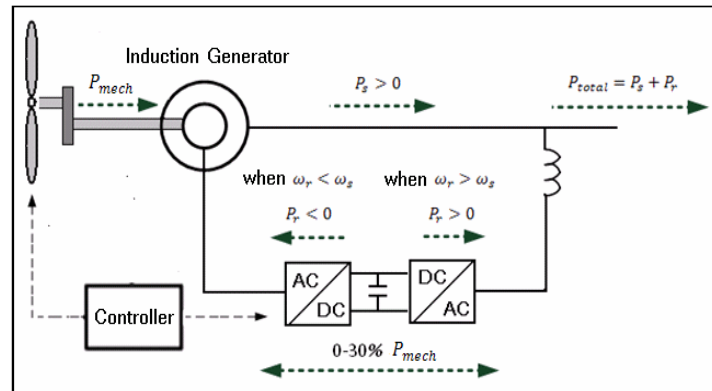 Induction Generator
P_mech
P_s > 0
P_total = P_s + P_r
when ω_r < ω_s
when ω_r > ω_s
P_r < 0
P_r > 0
AC
DC
DC
AC
Controller
0-30% P_mech